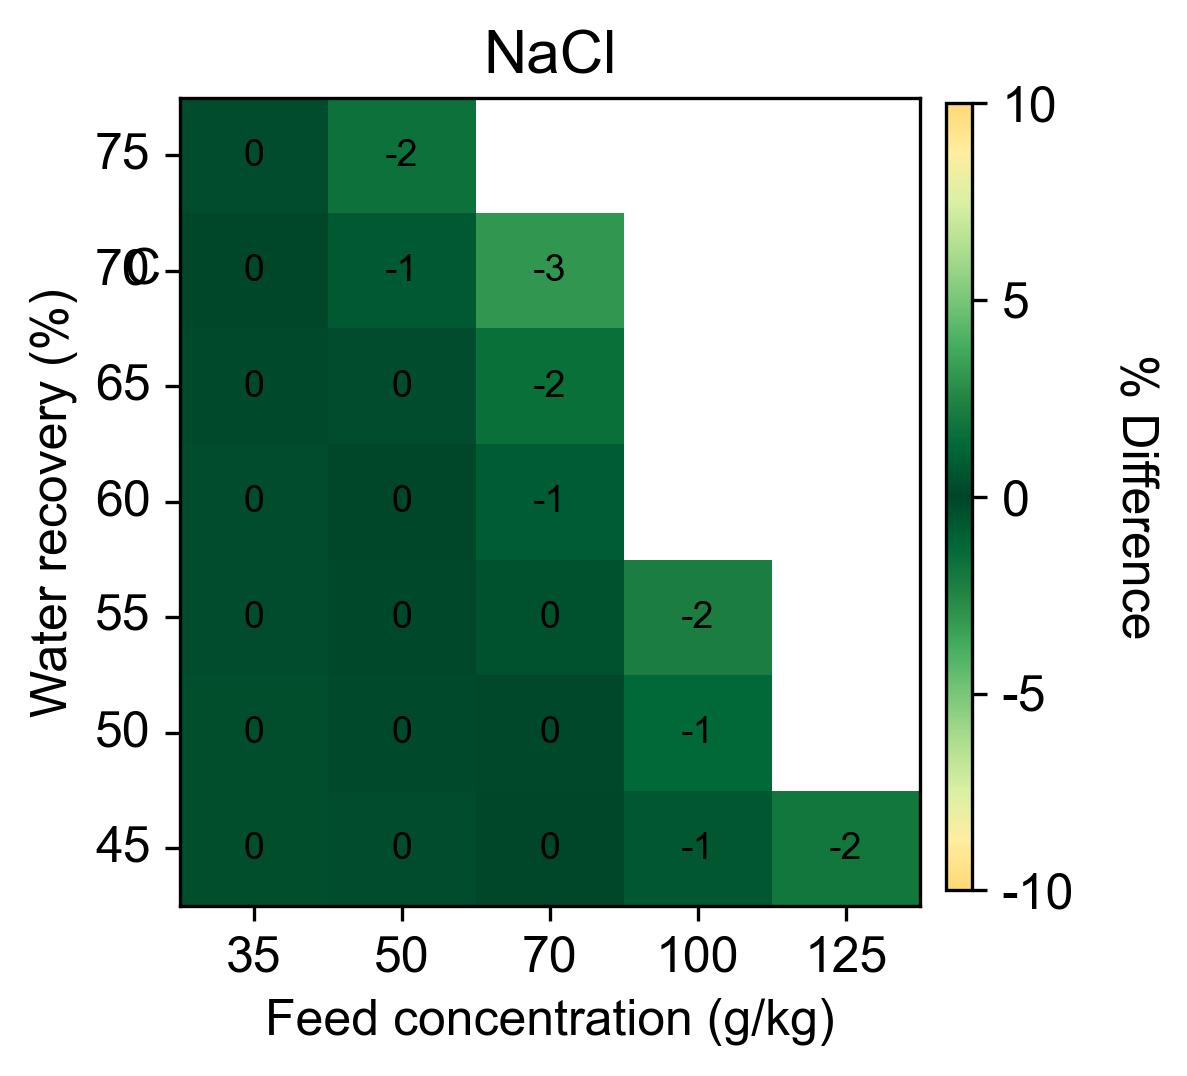 NaCl
Water recovery (%)
75 0 -2
70 C 0 -1 -3
65 0 0 -2
60 0 0 -1
55 0 0 0 -2
50 0 0 0 -1
45 0 0 0 -1 -2
35 50 70 100 125
Feed concentration (g/kg)
10
5
0
-5
-10
% Difference